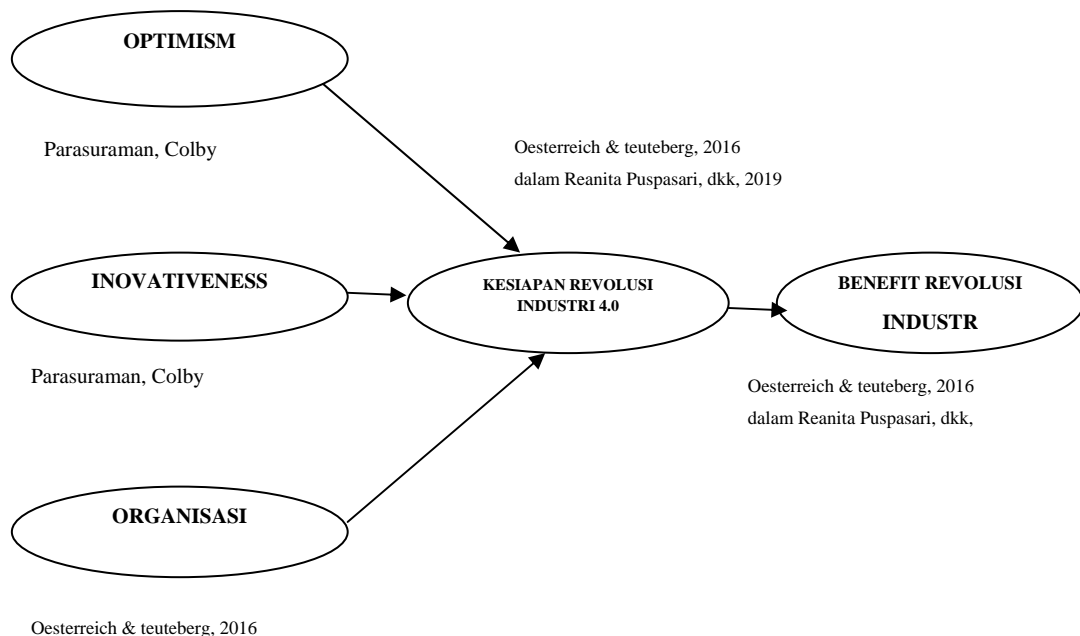 OPTIMISM
Parasuraman, Colby
Oesterreich & teuteberg, 2016
dalam Reanita Puspasari, dkk, 2019
INOVATIVENESS
KESIAPAN REVOLUSI
INDUSTRI 4.0
BENEFIT REVOLUSI
INDUSTR
Parasuraman, Colby
Oesterreich & teuteberg, 2016
dalam Reanita Puspasari, dkk,
ORGANISASI
Oesterreich & teuteberg, 2016